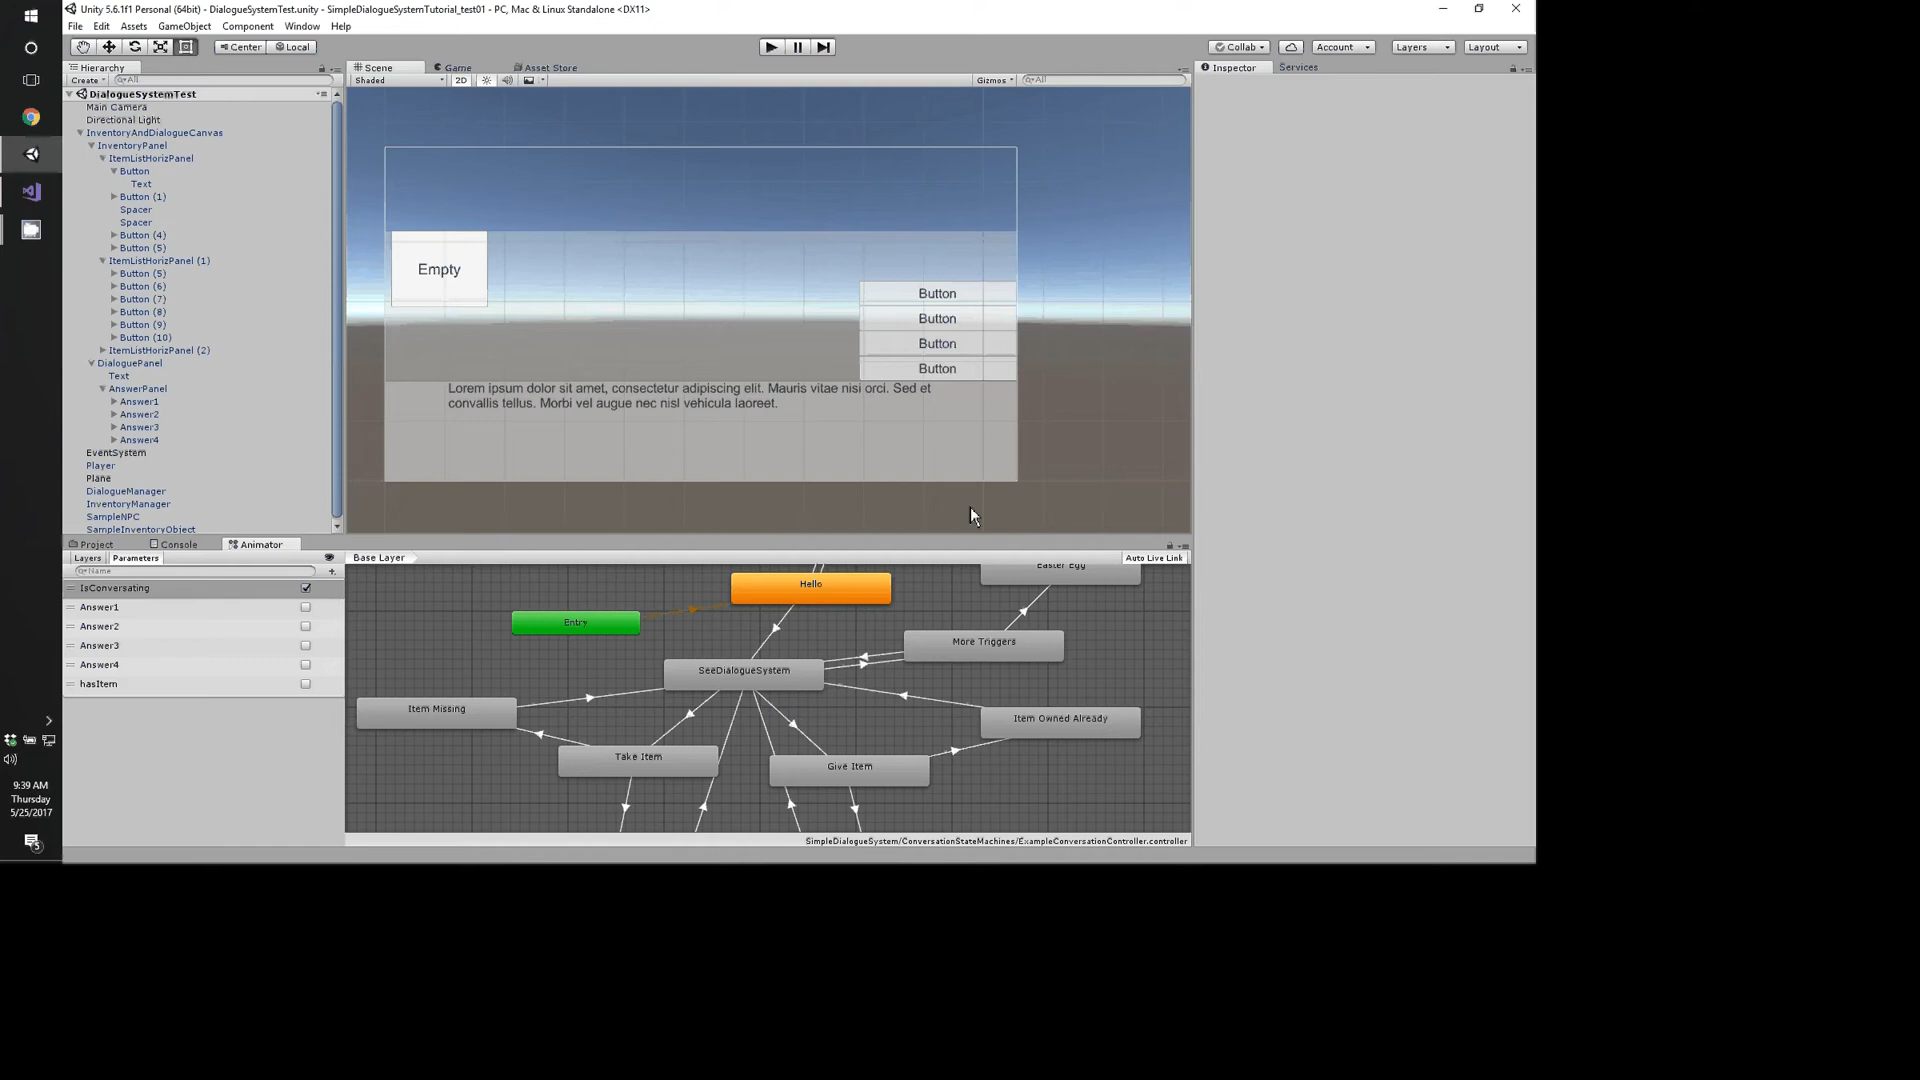 Unity 5.6.1f1 Personal (64bit) - DialogueSystemTest.unity - SimpleDialogueSystemTutorial_test01 - PC, Mac & Linux Standalone <DX11>
File Edit Assets GameObject Component Window Help
Center Local
Collab Account Layers Layout
Hierarchy
Create All
DialogueSystemTest
Main Camera
Directional Light
InventoryAndDialogueCanvas
InventoryPanel
ItemListHorizPanel
Button
Text
Button (1)
Spacer
Spacer
Button (4)
Button (5)
ItemListHorizPanel (1)
Button (5)
Button (6)
Button (7)
Button (8)
Button (9)
Button (10)
ItemListHorizPanel (2)
DialoguePanel
Text
AnswerPanel
Answer1
Answer2
Answer3
Answer4
EventSystem
Player
Plane
DialogueManager
InventoryManager
SampleNPC
SampleInventoryObject
Scene Game Asset Store
Shaded 2D Gizmos All
Empty
Button
Button
Button
Button
Lorem ipsum dolor sit amet, consectetur adipiscing elit. Mauris vitae nisi orci. Sed et
convallis tellus. Morbi vel augue nec nisl vehicula laoreet.
Inspector Services
Project Console Animator
Layers Parameters
Name
IsConversating
Answer1
Answer2
Answer3
Answer4
hasItem
Base Layer Auto Live Link
Easter Egg
Hello
Entry
More Triggers
SeeDialogueSystem
Item Missing
Item Owned Already
Take Item
Give Item
SimpleDialogueSystem/ConversationStateMachines/ExampleConversationController.controller
9:39 AM
Thursday
5/25/2017
5